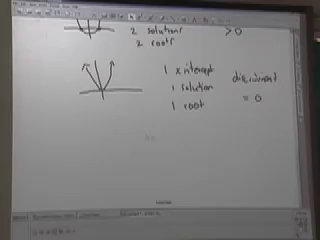 2 solutions > 0
2 roots
1 x intercept
1 solution discriminant
1 root = 0